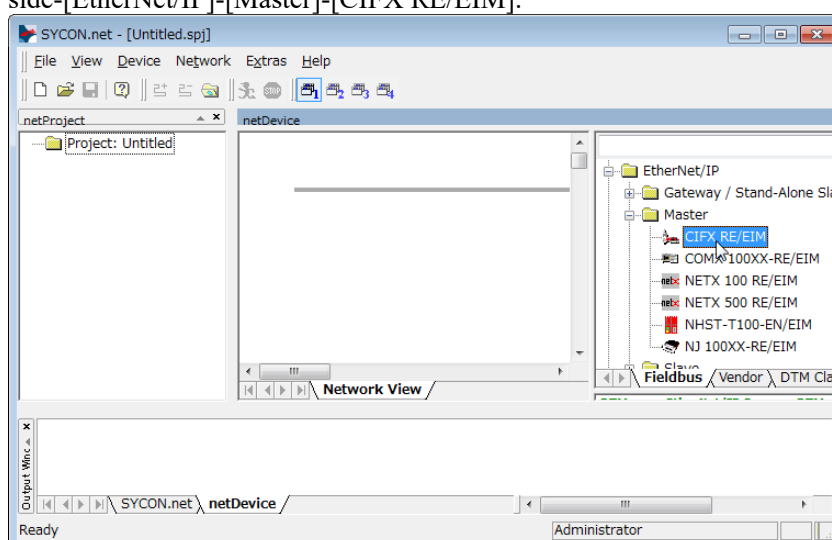 side-[EtherNet/IP]-[Master]-[CIFX RE/EIM].
SYCON.net - [Untitled.spj]
File View Device Network Extras Help
netProject
netDevice
Project: Untitled
EtherNet/IP
Gateway / Stand-Alone Sla
Master
CIFX RE/EIM
COMX 100XX-RE/EIM
NETX 100 RE/EIM
NETX 500 RE/EIM
NHST-T100-EN/EIM
NJ 100XX-RE/EIM
Slave
Network View
Fieldbus Vendor DTM Cla
Output Winc
SYCON.net netDevice
Ready
Administrator